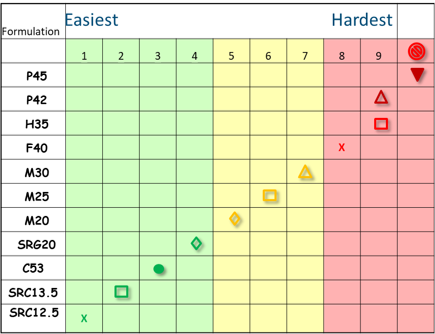 Easiest Hardest
Formulation
1 2 3 4 5 6 7 8 9
P45
P42
H35
F40 X
M30
M25
M20
SRG20
C53
SRC13.5
SRC12.5 X